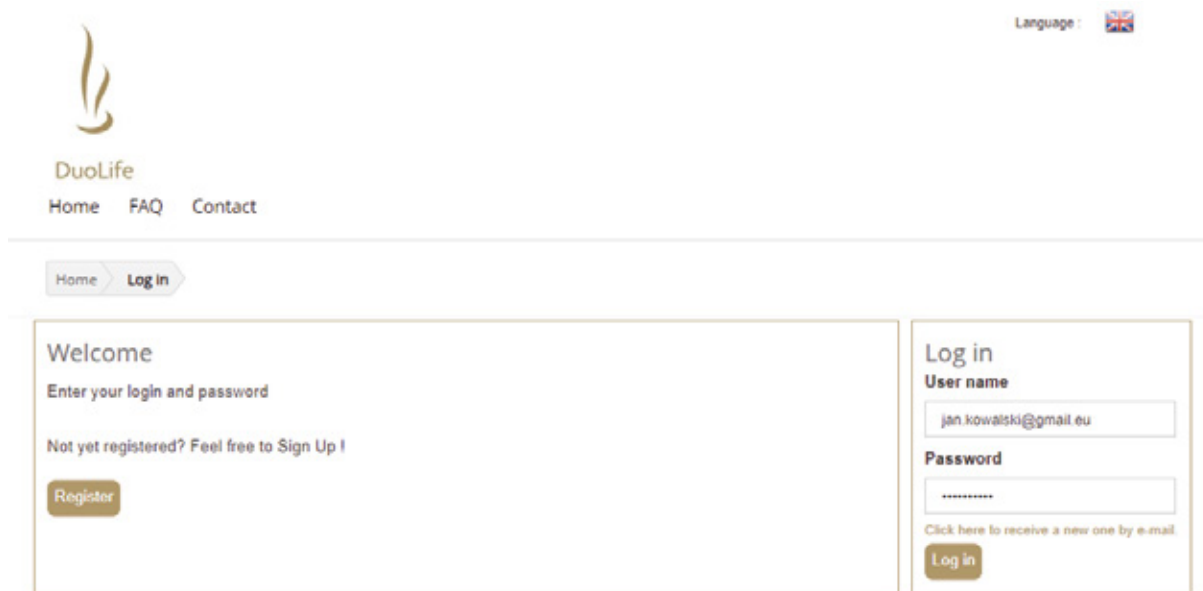 Language :
DuoLife
Home FAQ Contact
Home Log in
Welcome
Enter your login and password
Not yet registered? Feel free to Sign Up !
Register
Log in
User name
jan.kowalski@gmail.eu
Password
••••••••••
Click here to receive a new one by e-mail.
Log in